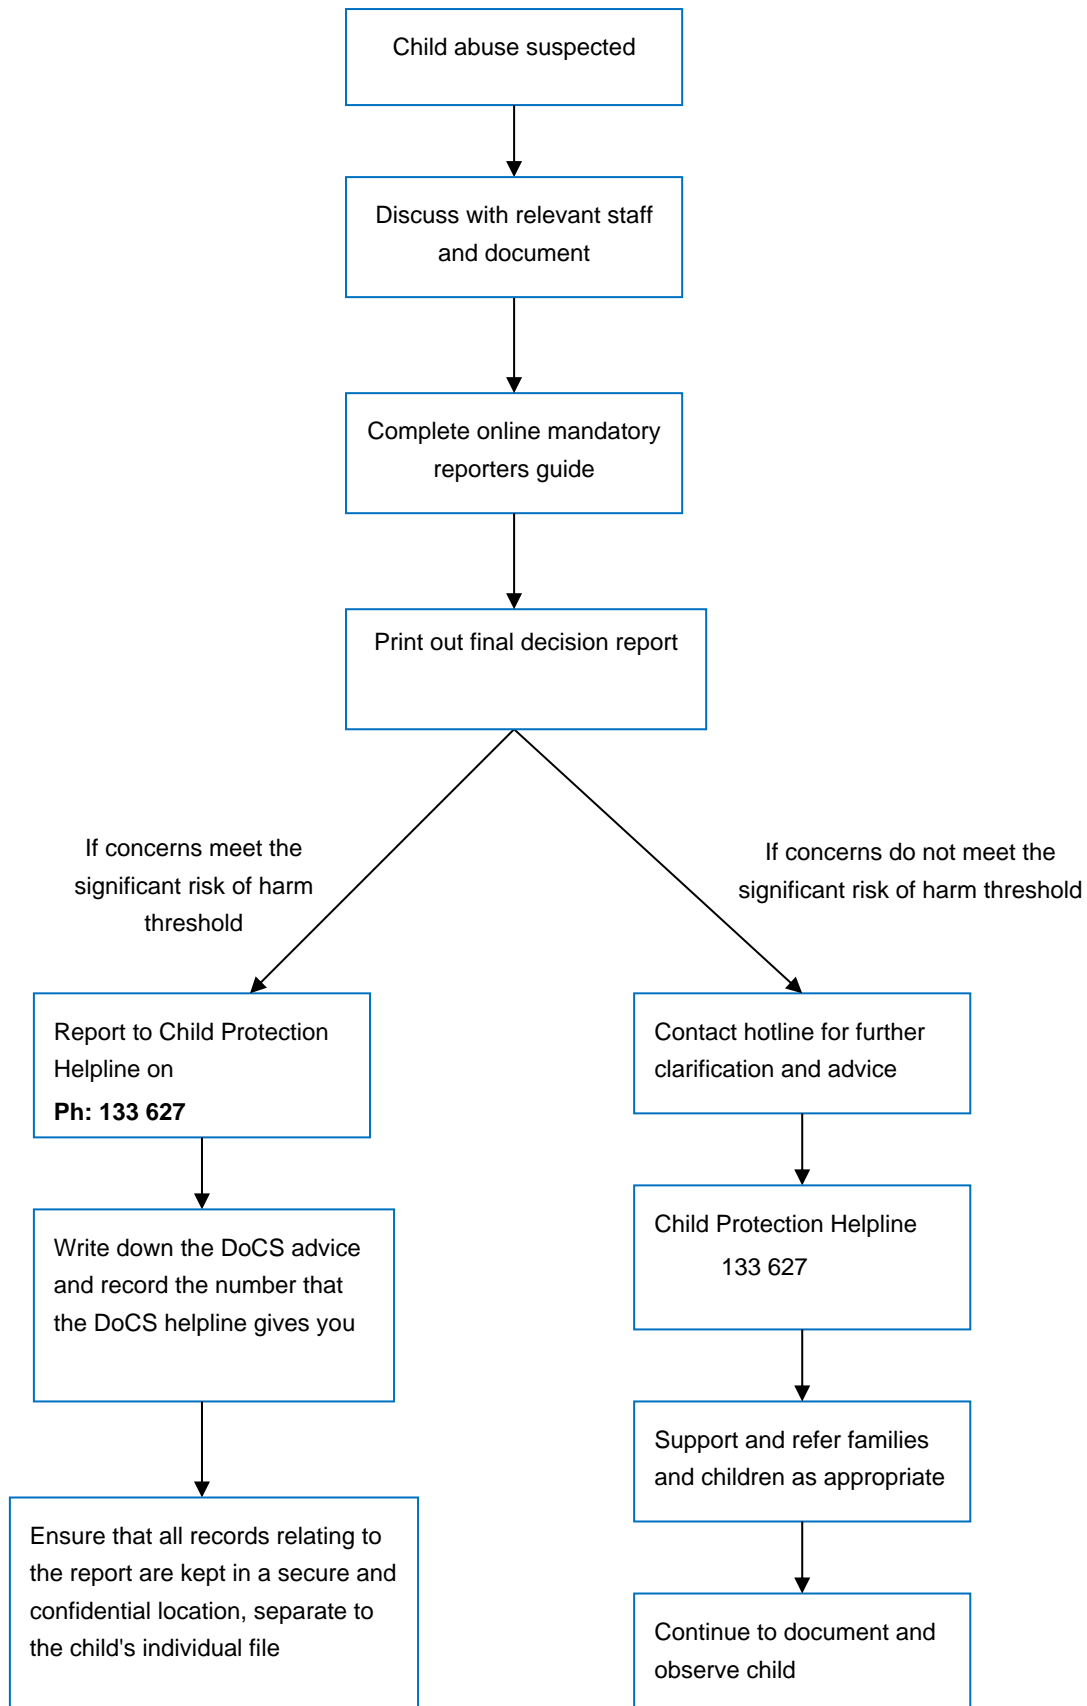 Child abuse suspected
Discuss with relevant staff
and document
Complete online mandatory
reporters guide
Print out final decision report
If concerns meet the
significant risk of harm
threshold
If concerns do not meet the
significant risk of harm threshold
Report to Child Protection
Helpline on
Ph: 133 627
Contact hotline for further
clarification and advice
Write down the DoCS advice
and record the number that
the DoCS helpline gives you
Child Protection Helpline
133 627
Support and refer families
and children as appropriate
Ensure that all records relating to
the report are kept in a secure and
confidential location, separate to
the child's individual file
Continue to document and
observe child